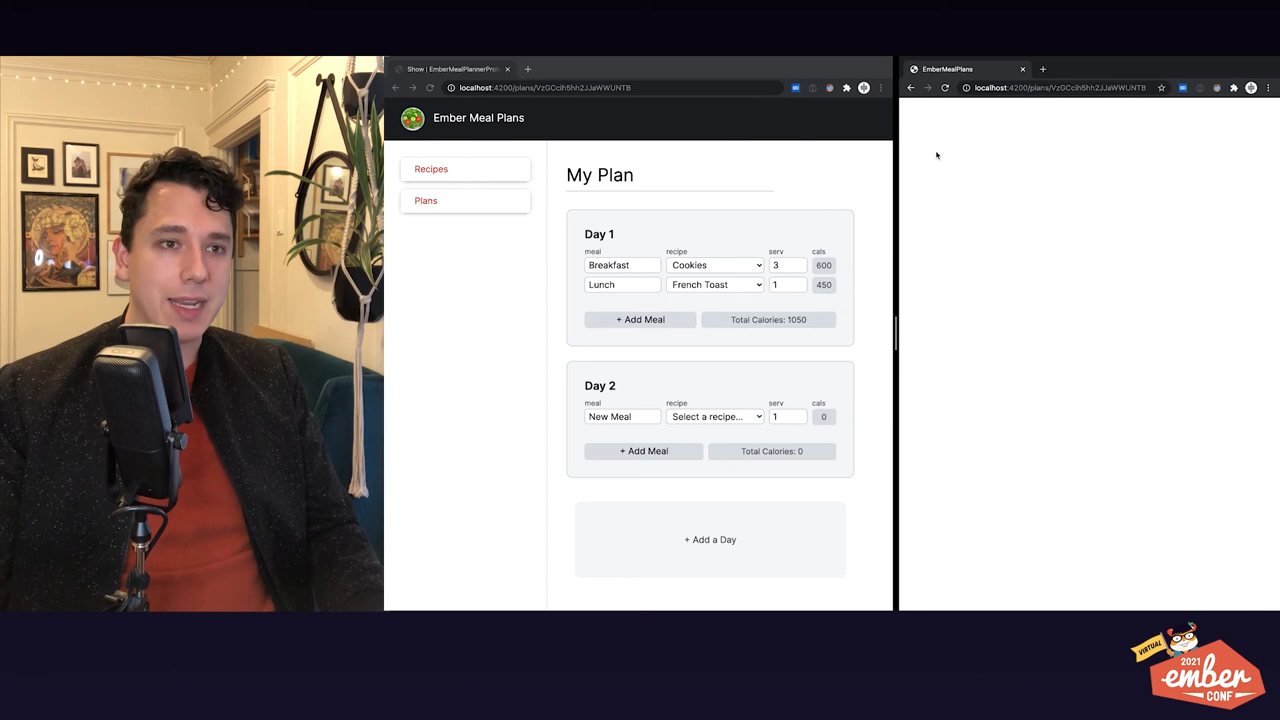 Show | EmberMealPlannerPro
localhost:4200/plans/VzGCcih5hh2JJaWWUNTB
Ember Meal Plans
Recipes
Plans
My Plan
Day 1
meal recipe serv cals
Breakfast Cookies 3 600
Lunch French Toast 1 450
+ Add Meal Total Calories: 1050
Day 2
meal recipe serv cals
New Meal Select a recipe... 1 0
+ Add Meal Total Calories: 0
+ Add a Day
EmberMealPlans
localhost:4200/plans/VzGCcih5hh2JJaWWUNTB
VIRTUAL
2021
ember
CONF